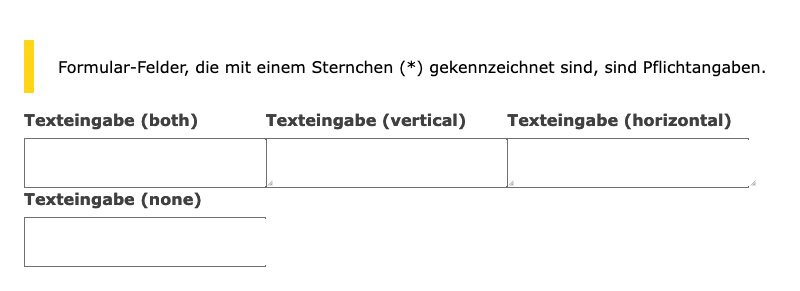 Formular-Felder, die mit einem Sternchen (*) gekennzeichnet sind, sind Pflichtangaben.
Texteingabe (both) Texteingabe (vertical) Texteingabe (horizontal)
Texteingabe (none)